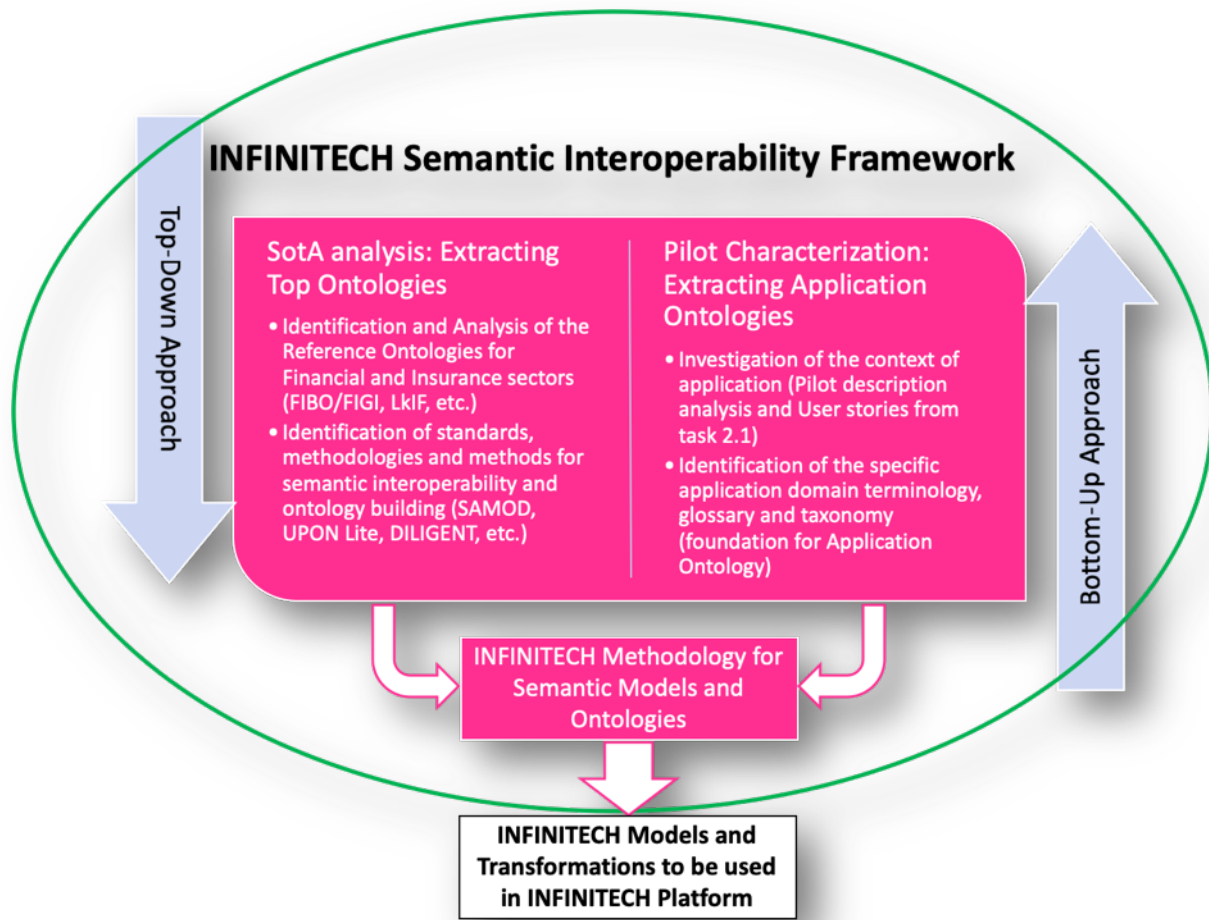 INFINITECH Semantic Interoperability Framework
Top-Down Approach
SotA analysis: Extracting
Top Ontologies
• Identification and Analysis of the
Reference Ontologies for
Financial and Insurance sectors
(FIBO/FIGI, LkIF, etc.)
• Identification of standards,
methodologies and methods for
semantic interoperability and
ontology building (SAMOD,
UPON Lite, DILIGENT, etc.)
Pilot Characterization:
Extracting Application
Ontologies
• Investigation of the context of
application (Pilot description
analysis and User stories from
task 2.1)
• Identification of the specific
application domain terminology,
glossary and taxonomy
(foundation for Application
Ontology)
Bottom-Up Approach
INFINITECH Methodology for
Semantic Models and
Ontologies
INFINITECH Models and
Transformations to be used
in INFINITECH Platform